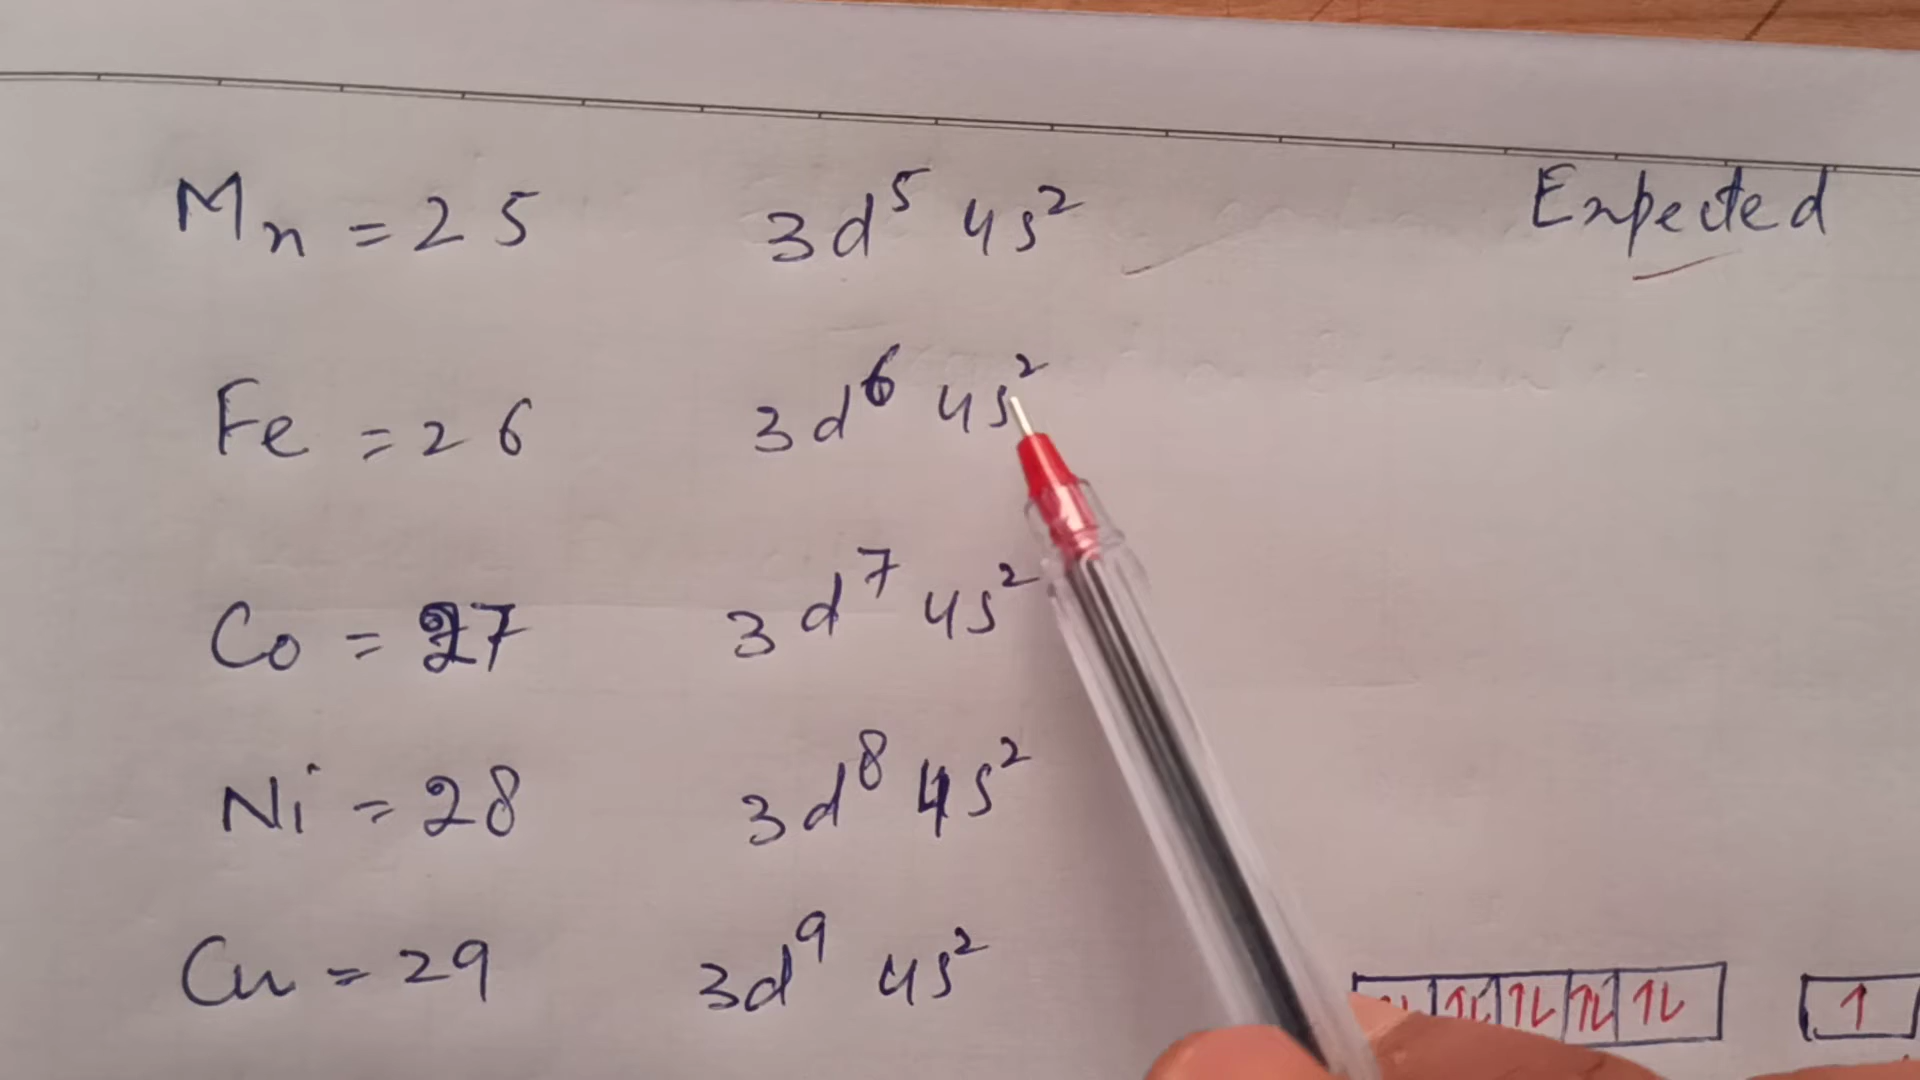 Mn = 25 3d⁵ 4s² Expected
Fe = 26 3d⁶ 4s²
Co = 27 3d⁷ 4s²
Ni = 28 3d⁸ 4s²
Cu = 29 3d⁹ 4s²
↑↓ ↑↓ ↑↓ ↑↓ ↑